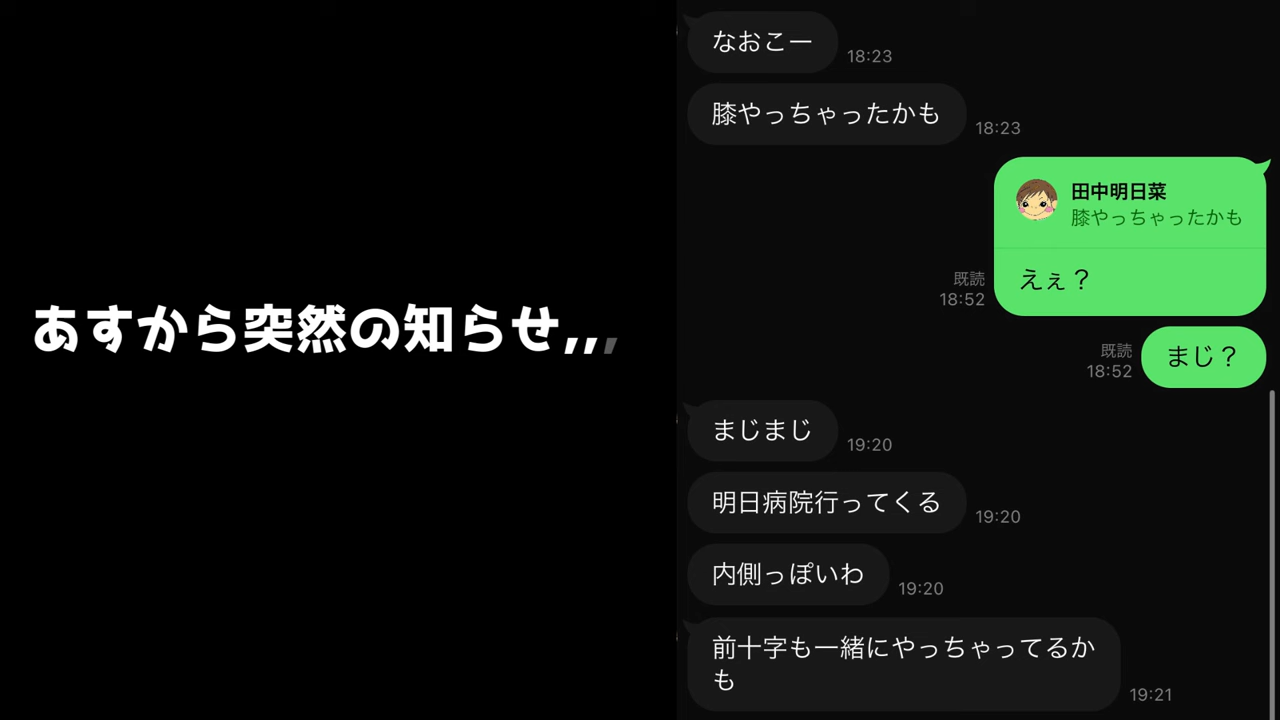 あすから突然の知らせ,,,
なおこー
18:23
膝やっちゃったかも
18:23
田中明日菜
膝やっちゃったかも
えぇ？
既読
18:52
まじ？
既読
18:52
まじまじ
19:20
明日病院行ってくる
19:20
内側っぽいわ
19:20
前十字も一緒にやっちゃってるか
も
19:21